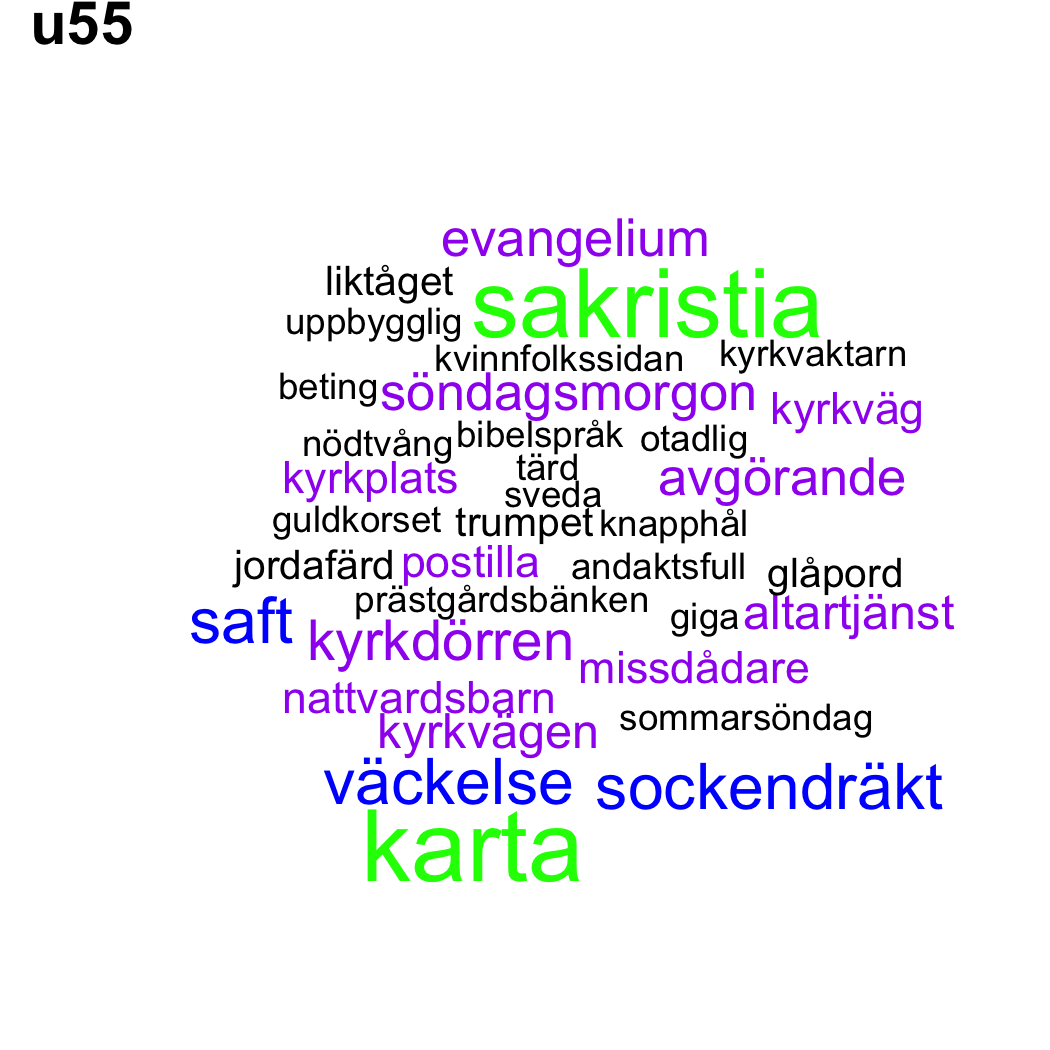 u55
evangelium
liktåget
sakristia
uppbygglig
kvinnfolkssidan
kyrkvaktarn
beting
söndagsmorgon
kyrkväg
nödtvång
bibelspråk
otadlig
kyrkplats
tärd
avgörande
sveda
guldkorset
trumpet
knapphål
jordafärd
postilla
andaktsfull
glåpord
prästgårdsbänken
saft
giga
altartjänst
kyrkdörren
missdådare
nattvardsbarn
kyrkvägen
sommarsöndag
väckelse
sockendräkt
karta